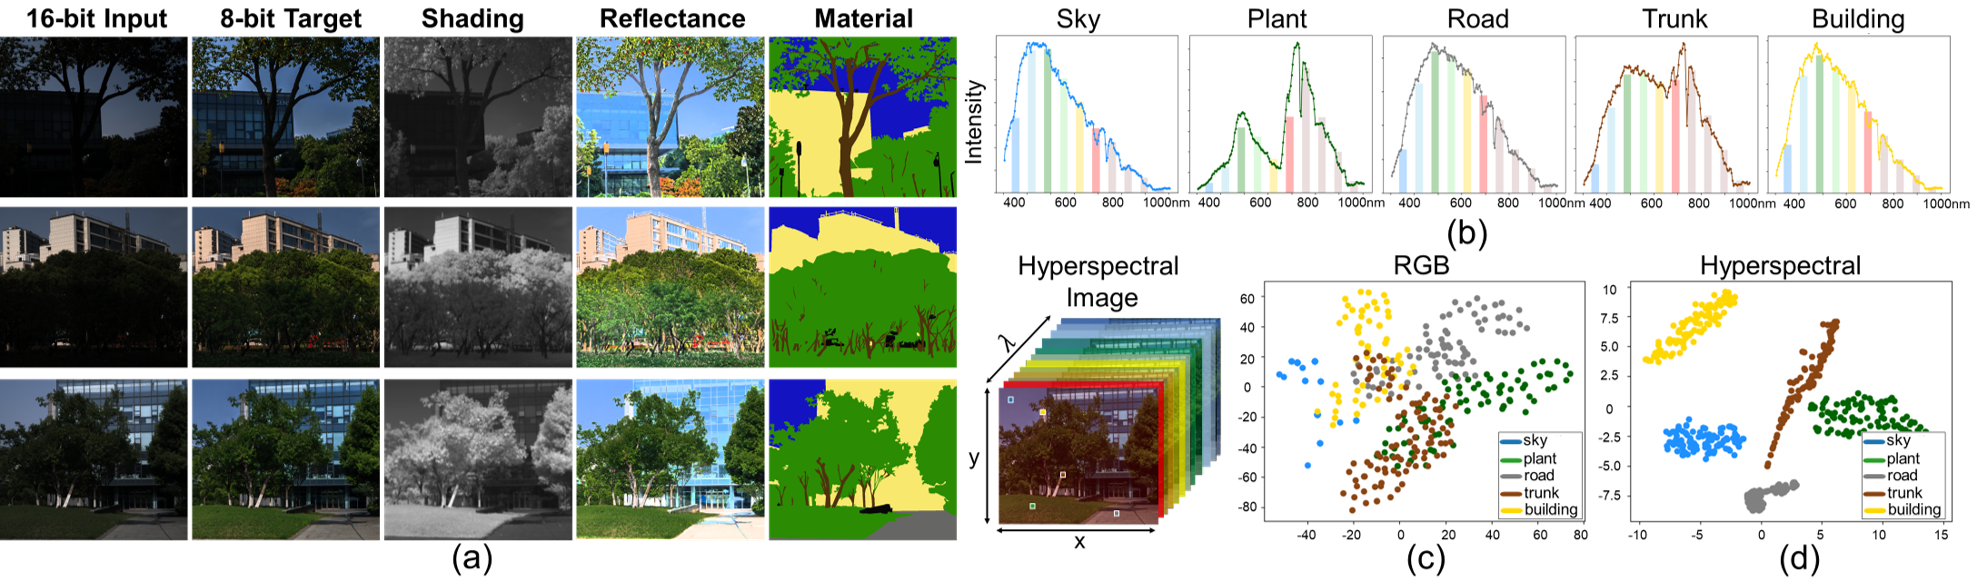 16-bit Input 8-bit Target Shading Reflectance Material
(a)
Sky Plant Road Trunk Building
Intensity
400 600 800 1000nm 400 600 800 1000nm 400 600 800 1000nm 400 600 800 1000nm 400 600 800 1000nm
(b)
Hyperspectral
Image
λ
y
x
RGB
60
40
20
0
-20
-40
-60
-80
-40 -20 0 20 40 60 80
sky
plant
road
trunk
building
(c)
Hyperspectral
10
7.5
5.0
2.5
0
-2.5
-5.0
-7.5
-10 -5 0 5 10 15
sky
plant
road
trunk
building
(d)